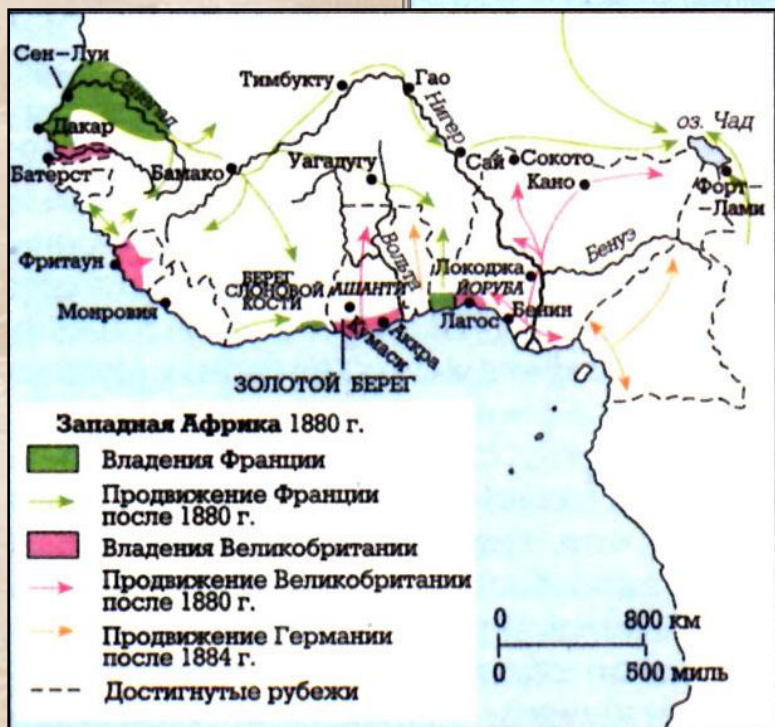 Сен-Луи
Сенегал
Тимбукту
Гао
Нигер
оз. Чад
Дакар
Батерст
Бамако
Уагадугу
Сай
Сокото
Кано
Форт-
-Лами
Вольта
Бенуэ
Фритаун
Монровия
БЕРЕГ
СЛОНОВОЙ
КОСТИ
АШАНТИ
Локоджа
ЙОРУБА
Лагос
Бенин
Аккра
Кумаси
ЗОЛОТОЙ БЕРЕГ
Западная Африка 1880 г.
Владения Франции
Продвижение Франции
после 1880 г.
Владения Великобритании
Продвижение Великобритании
после 1880 г.
Продвижение Германии
после 1884 г.
Достигнутые рубежи
0 800 км
0 500 миль